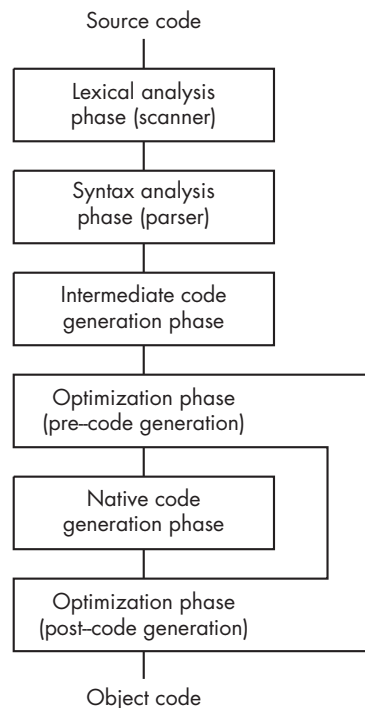 Source code
Lexical analysis
phase (scanner)
Syntax analysis
phase (parser)
Intermediate code
generation phase
Optimization phase
(pre–code generation)
Native code
generation phase
Optimization phase
(post–code generation)
Object code